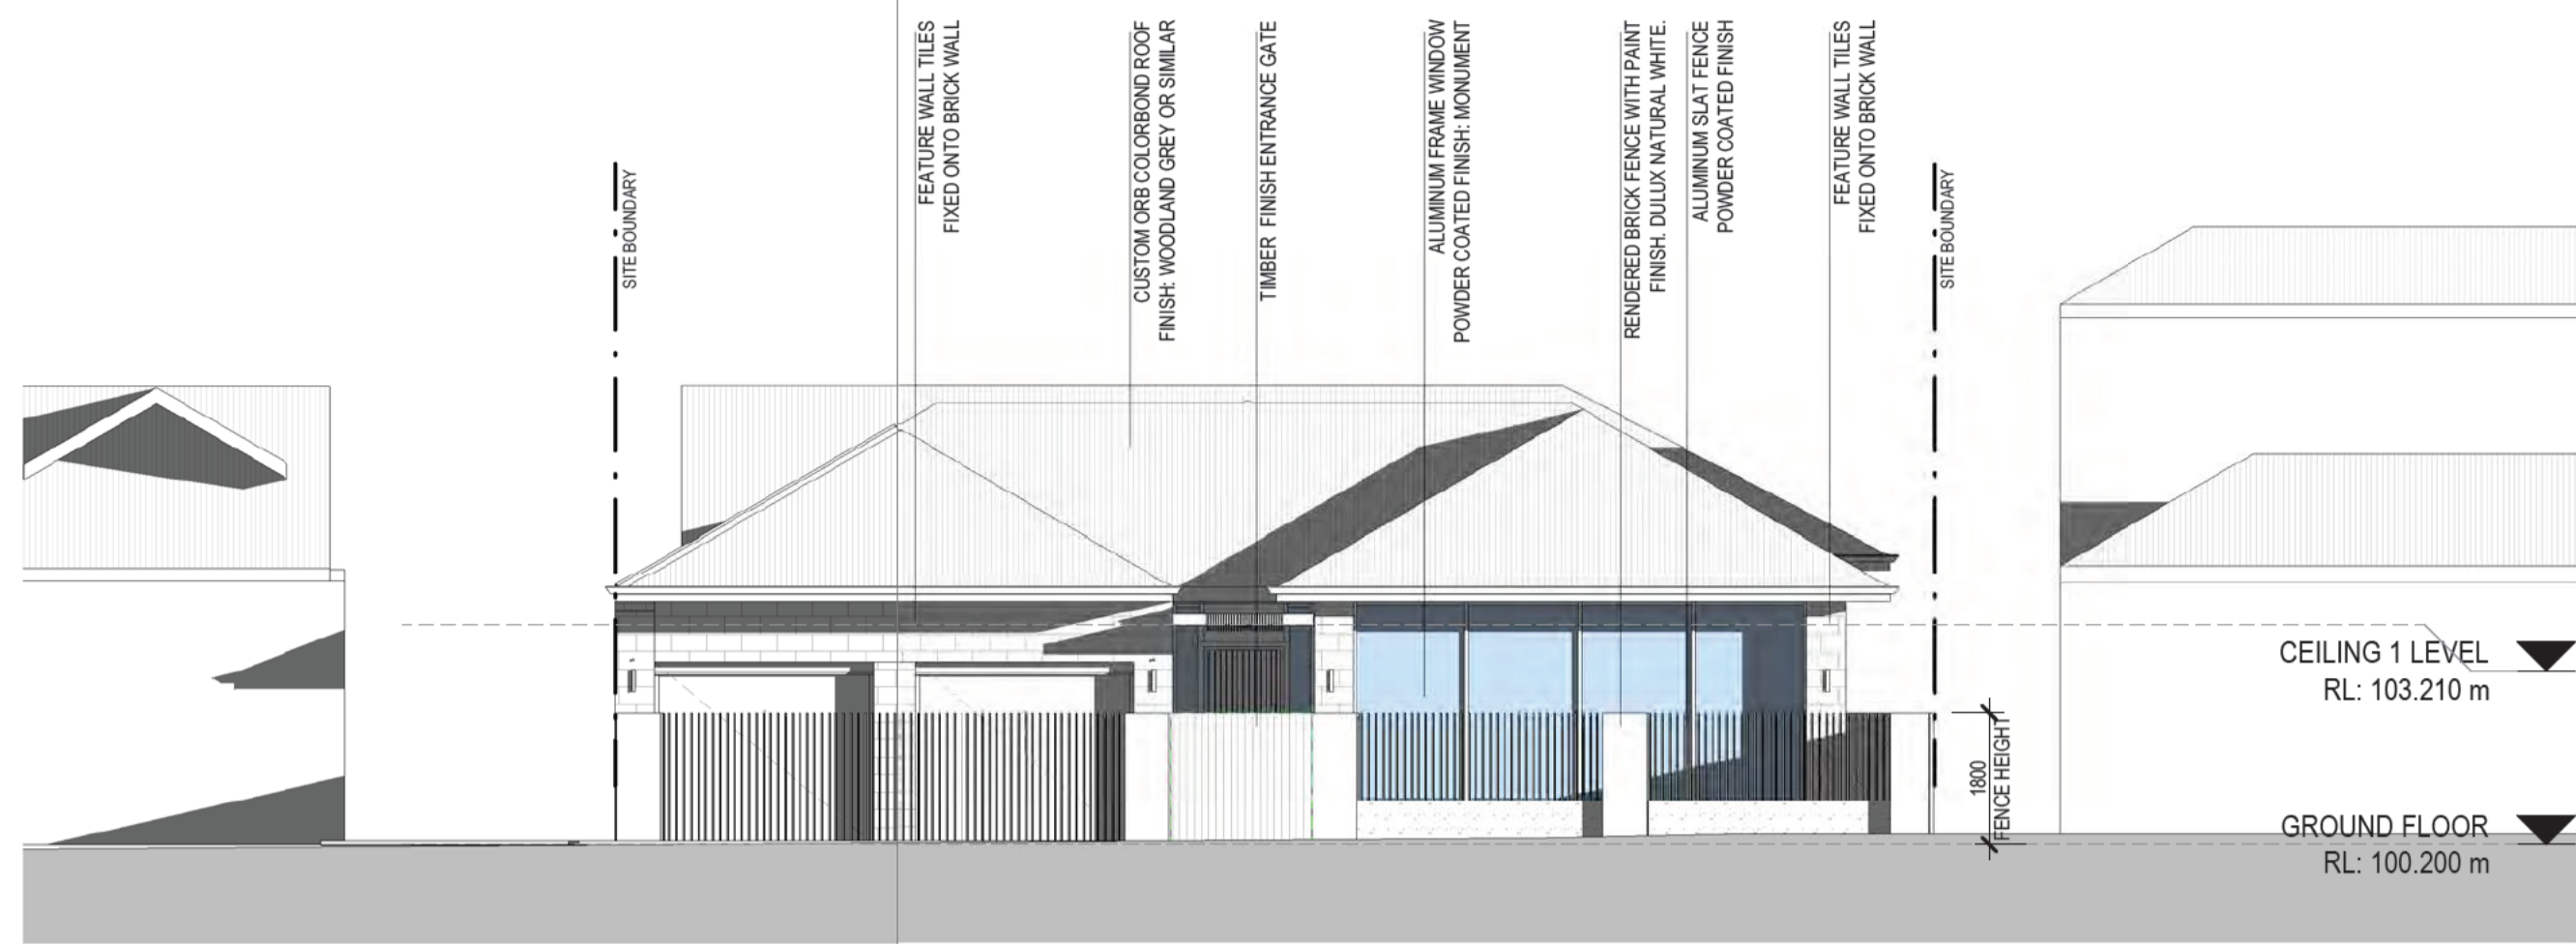 SITE BOUNDARY
FEATURE WALL TILES
FIXED ONTO BRICK WALL
CUSTOM ORB COLORBOND ROOF
FINISH: WOODLAND GREY OR SIMILAR
TIMBER FINISH ENTRANCE GATE
ALUMINUM FRAME WINDOW
POWDER COATED FINISH: MONUMENT
RENDERED BRICK FENCE WITH PAINT
FINISH. DULUX NATURAL WHITE.
ALUMINUM SLAT FENCE
POWDER COATED FINISH
FEATURE WALL TILES
FIXED ONTO BRICK WALL
SITE BOUNDARY
CEILING 1 LEVEL
RL: 103.210 m
1800
FENCE HEIGHT
GROUND FLOOR
RL: 100.200 m